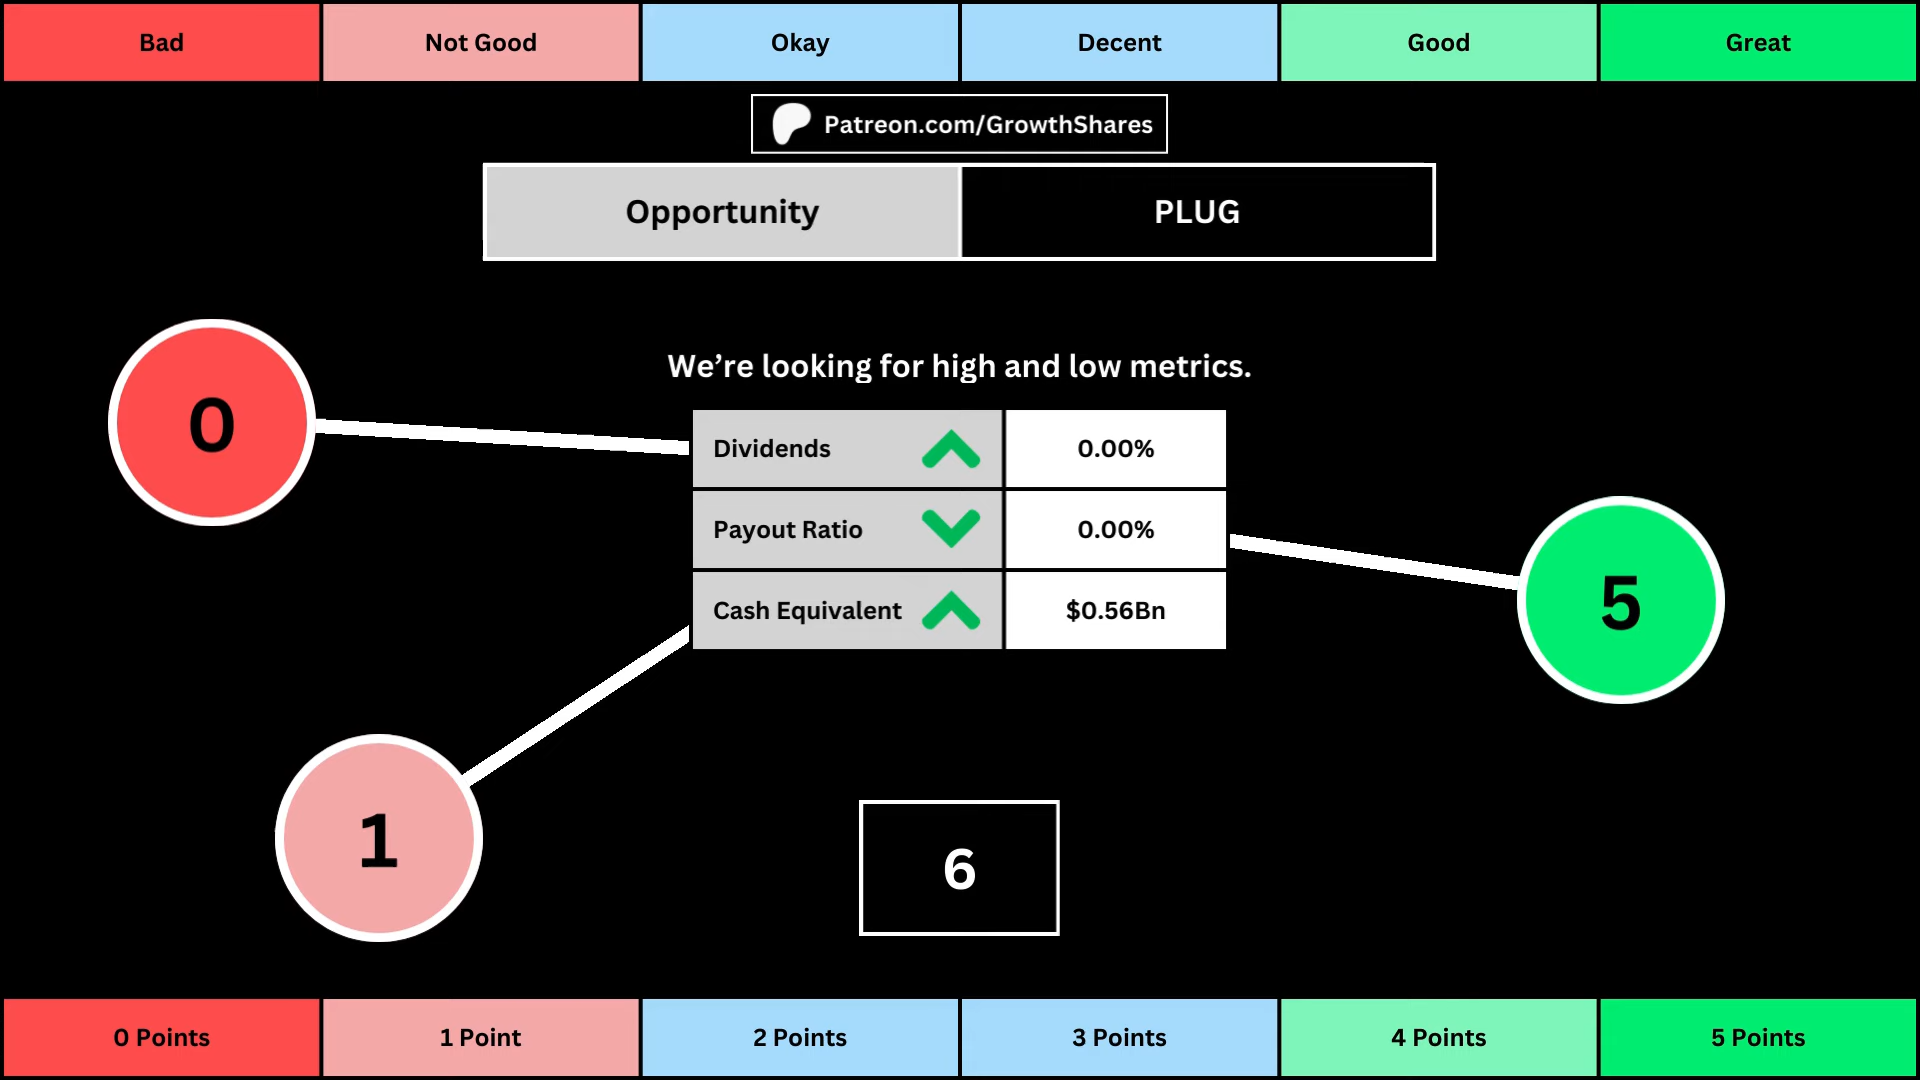 Bad
Not Good
Okay
Decent
Good
Great
Patreon.com/GrowthShares
Opportunity
PLUG
We’re looking for high and low metrics.
0
Dividends
0.00%
Payout Ratio
0.00%
5
Cash Equivalent
$0.56Bn
1
6
0 Points
1 Point
2 Points
3 Points
4 Points
5 Points